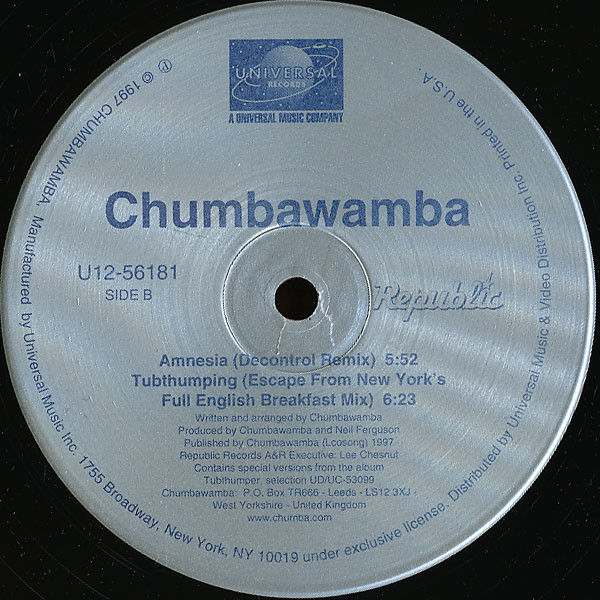 UNIVERSAL
RECORDS
A UNIVERSAL MUSIC COMPANY
Chumbawamba
U12-56181
SIDE B
Republic
Amnesia (Decontrol Remix) 5:52
Tubthumping (Escape From New York's
Full English Breakfast Mix) 6:23
Written and arranged by Chumbawamba
Produced by Chumbawamba and Neil Ferguson
Published by Chumbawamba (Lcosong) 1997
Republic Records A&R Executive: Lee Chesnut
Contains special versions from the album
Tubthumper, selection UD/UC-53099
Chumbawamba: P.O. Box TR666 - Leeds - LS12 3XJ
West Yorkshire - United Kingdom
www.chumba.com
℗ © 1997 CHUMBAWAMBA. Manufactured by Universal Music Inc. 1755 Broadway, New York, NY 10019 under exclusive license. Distributed by Universal Music & Video Distribution Inc. Printed in the U.S.A.